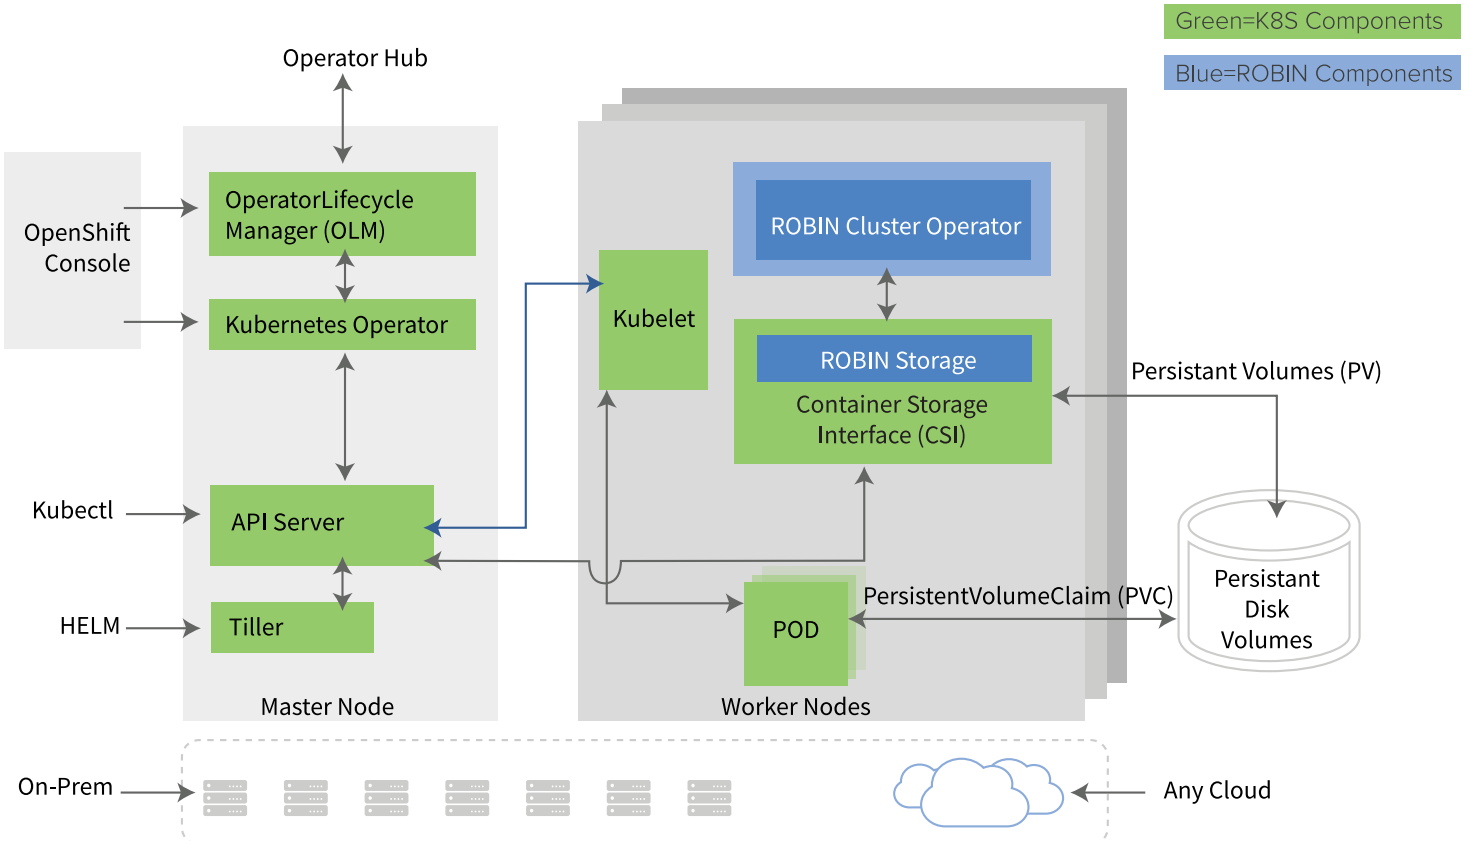 Green=K8S Components
Blue=ROBIN Components
Operator Hub
OperatorLifecycle
Manager (OLM)
OpenShift
Console
Kubernetes Operator
Kubectl
API Server
HELM
Tiller
Master Node
ROBIN Cluster Operator
Kubelet
ROBIN Storage
Container Storage
Interface (CSI)
Persistant Volumes (PV)
PersistentVolumeClaim (PVC)
POD
Persistant
Disk
Volumes
Worker Nodes
On-Prem
Any Cloud